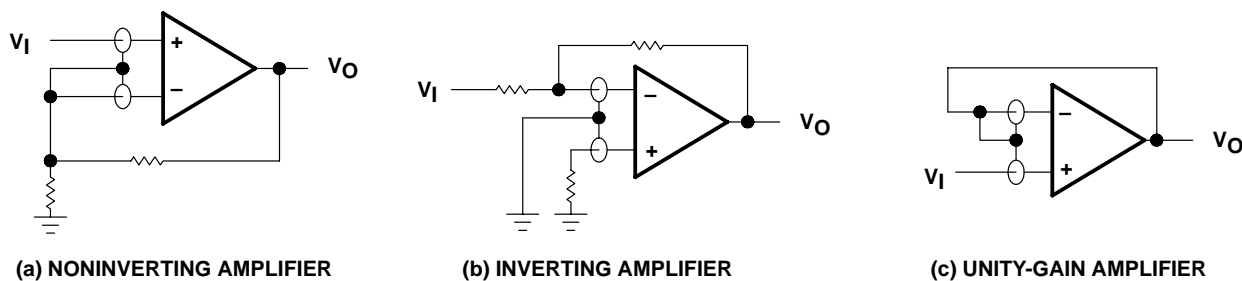 VI
+
−
VO
(a) NONINVERTING AMPLIFIER
VI
−
+
VO
(b) INVERTING AMPLIFIER
VI
−
+
VO
(c) UNITY-GAIN AMPLIFIER